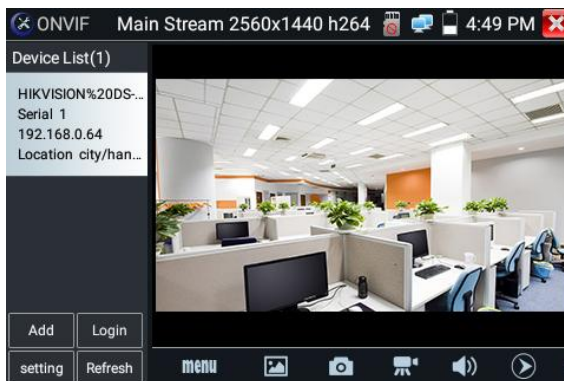 ONVIF Main Stream 2560x1440 h264 4:49 PM
Device List(1)
HIKVISION%20DS-...
Serial 1
192.168.0.64
Location city/han...
Add Login
setting Refresh
menu